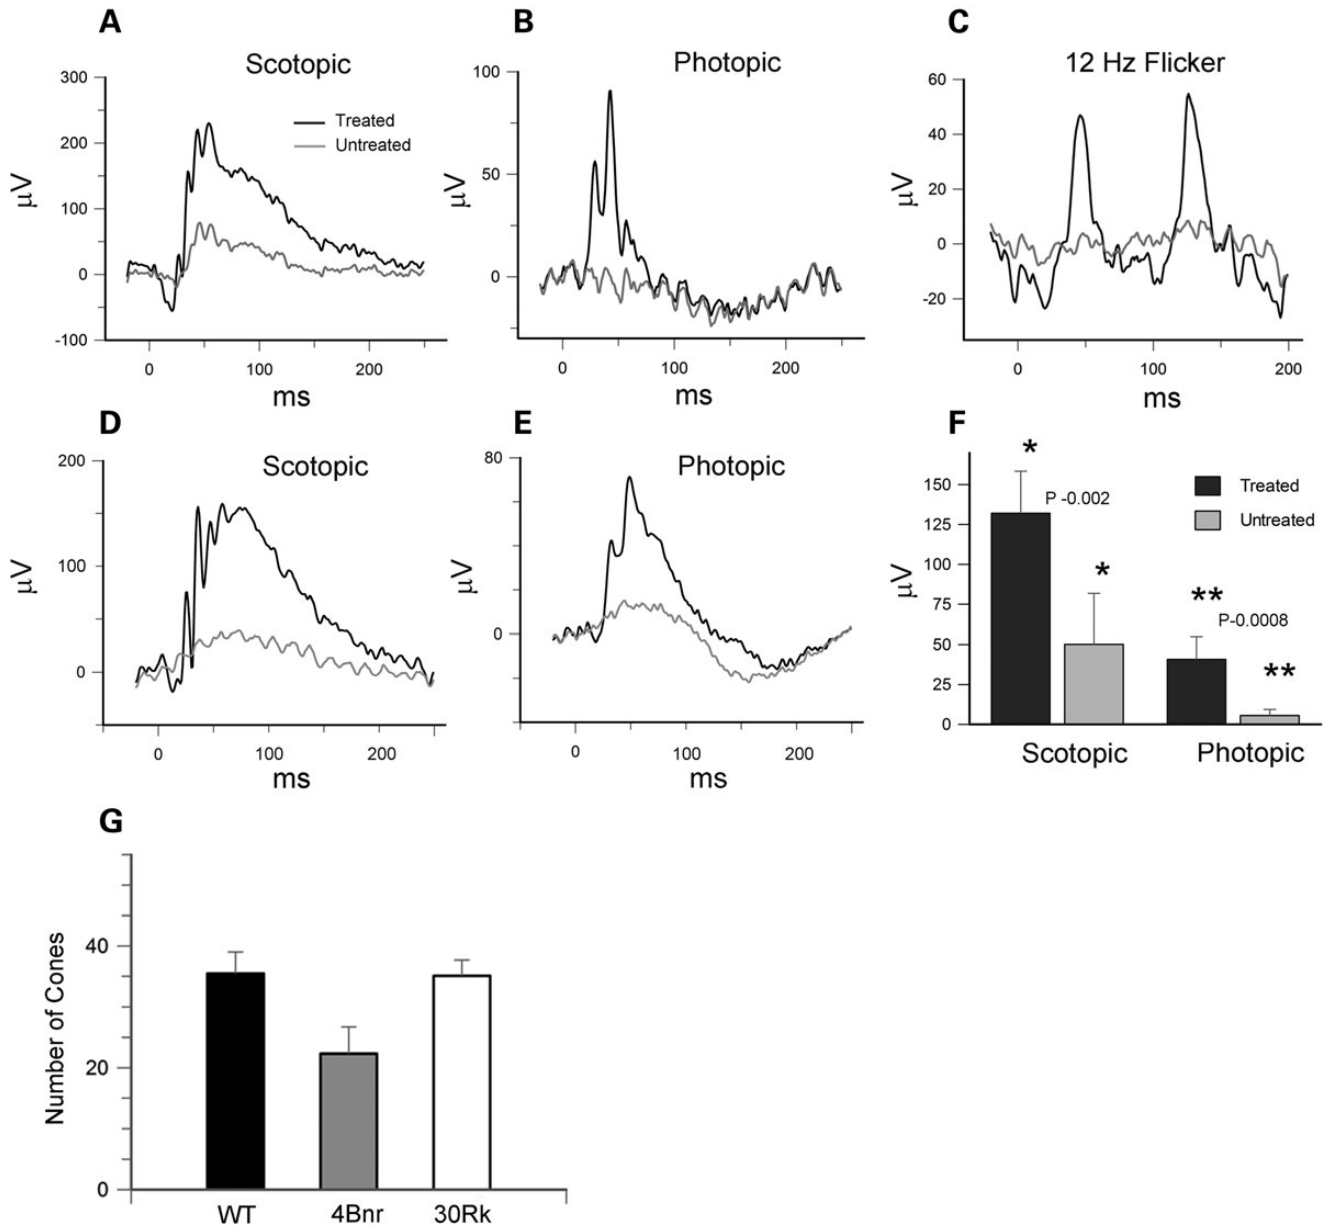 A
Scotopic
300
200
100
0
-100
μV
Treated
Untreated
0 100 200
ms
B
Photopic
100
50
0
μV
0 100 200
ms
C
12 Hz Flicker
60
40
20
0
-20
μV
0 100 200
ms
D
Scotopic
200
100
0
μV
0 100 200
ms
E
Photopic
80
0
μV
0 100 200
ms
F
150
125
100
75
50
25
0
μV
*
P -0.002
*
**
P-0.0008
**
Treated
Untreated
Scotopic Photopic
G
Number of Cones
40
20
0
WT 4Bnr 30Rk